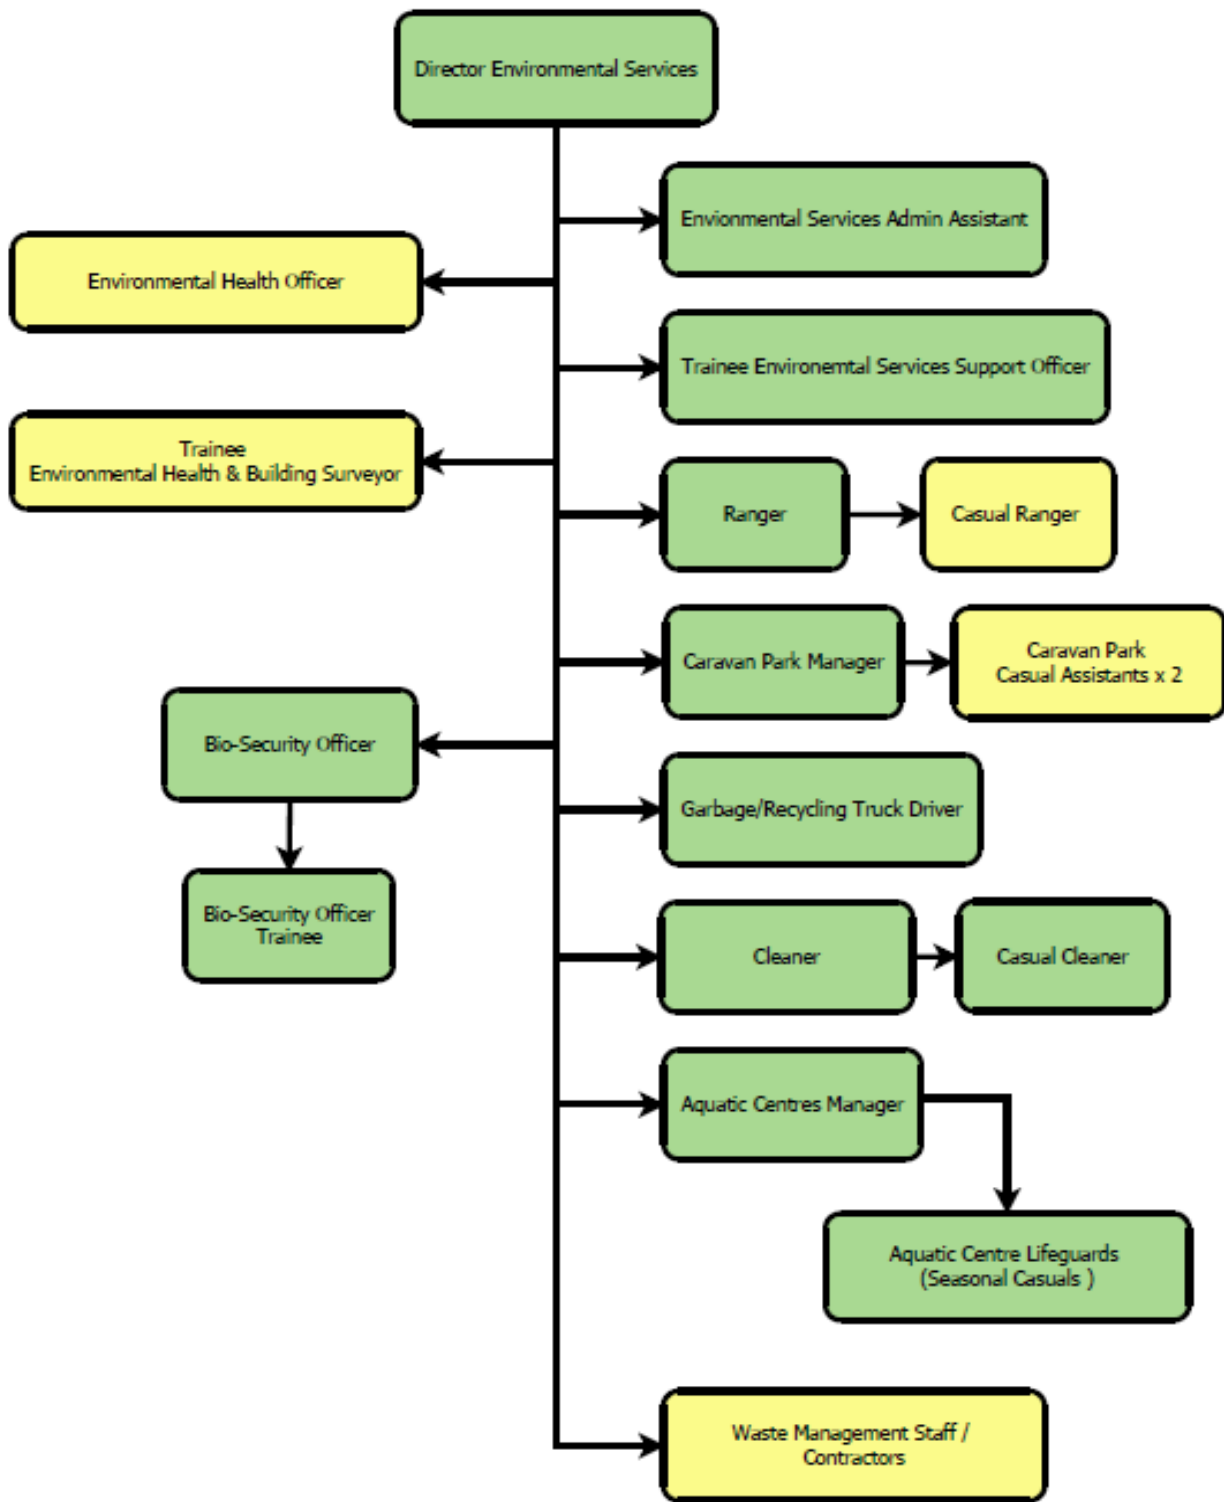 Director Environmental Services
Envionmental Services Admin Assistant
Environmental Health Officer
Trainee Environemtal Services Support Officer
Trainee
Environmental Health & Building Surveyor
Ranger
Casual Ranger
Caravan Park Manager
Caravan Park
Casual Assistants x 2
Bio-Security Officer
Garbage/Recycling Truck Driver
Bio-Security Officer
Trainee
Cleaner
Casual Cleaner
Aquatic Centres Manager
Aquatic Centre Lifeguards
(Seasonal Casuals )
Waste Management Staff /
Contractors